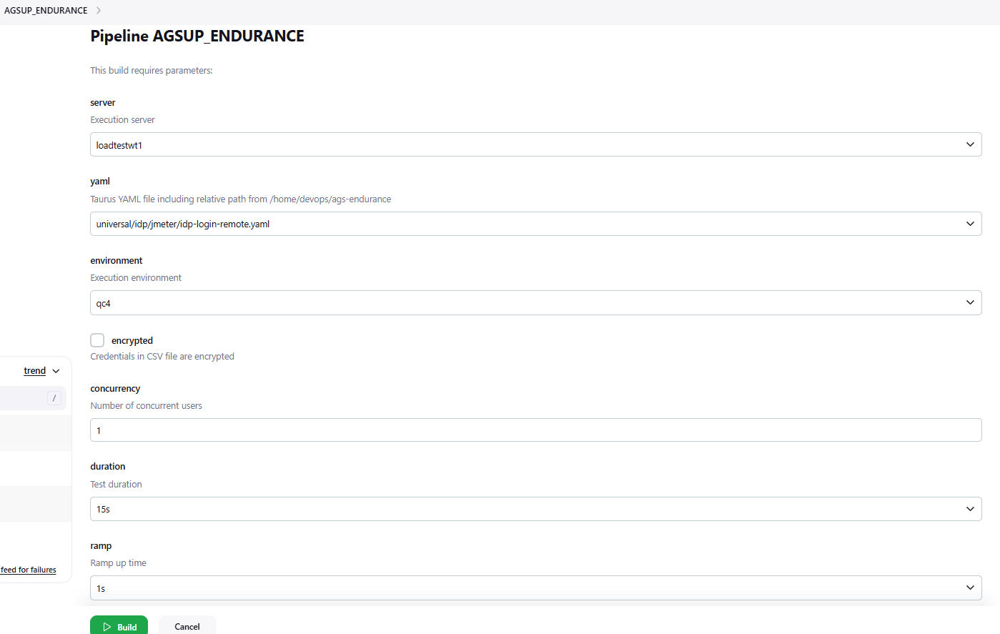 AGSUP_ENDURANCE
Pipeline AGSUP_ENDURANCE
This build requires parameters:
server
Execution server
loadtestwt1
yaml
Taurus YAML file including relative path from /home/devops/ags-endurance
universal/idp/jmeter/idp-login-remote.yaml
environment
Execution environment
qc4
encrypted
Credentials in CSV file are encrypted
trend
/
concurrency
Number of concurrent users
1
duration
Test duration
15s
ramp
Ramp up time
feed for failures
1s
Build
Cancel